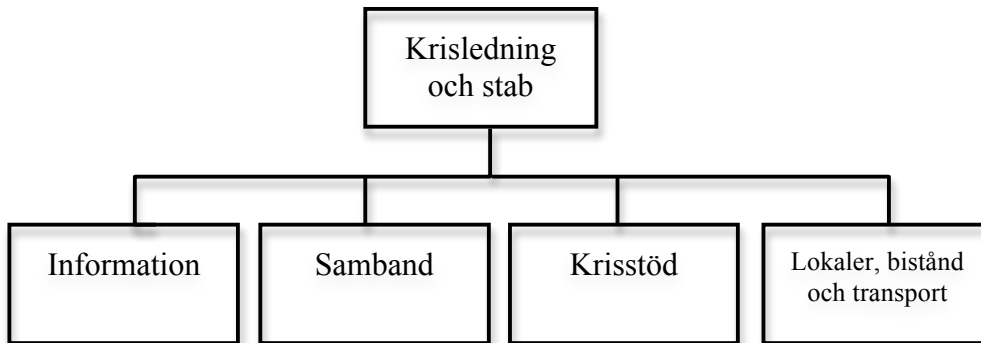 Krisledning
och stab
Information
Samband
Krisstöd
Lokaler, bistånd
och transport